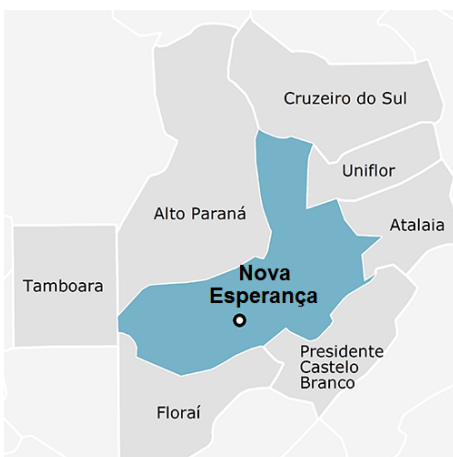 Cruzeiro do Sul
Uniflor
Alto Paraná
Atalaia
Nova
Esperança
Tamboara
Presidente
Castelo
Branco
Floraí